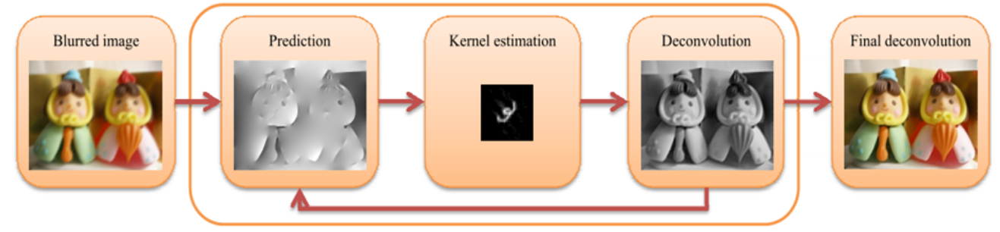 Blurred image
Prediction
Kernel estimation
Deconvolution
Final deconvolution